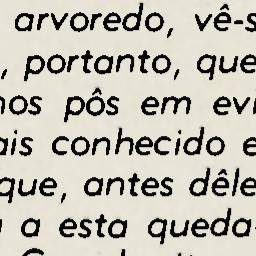 arvoredo, vê-s
, portanto, que
nos pôs em evi
ais conhecido e
que, antes dêle
a esta queda-